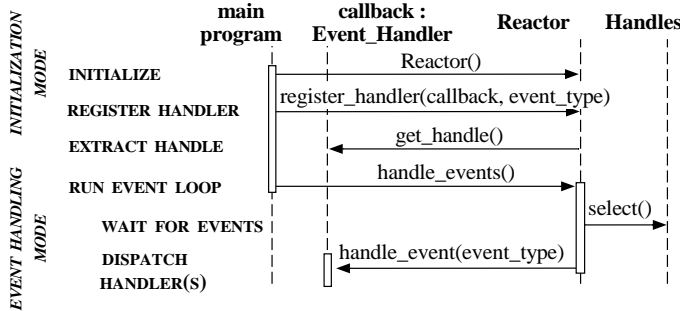 main
program
callback :
Event_Handler
Reactor
Handles
INITIALIZATION
MODE
INITIALIZE
Reactor()
REGISTER HANDLER
register_handler(callback, event_type)
EXTRACT HANDLE
get_handle()
EVENT HANDLING
MODE
RUN EVENT LOOP
handle_events()
WAIT FOR EVENTS
select()
DISPATCH
HANDLER(S)
handle_event(event_type)